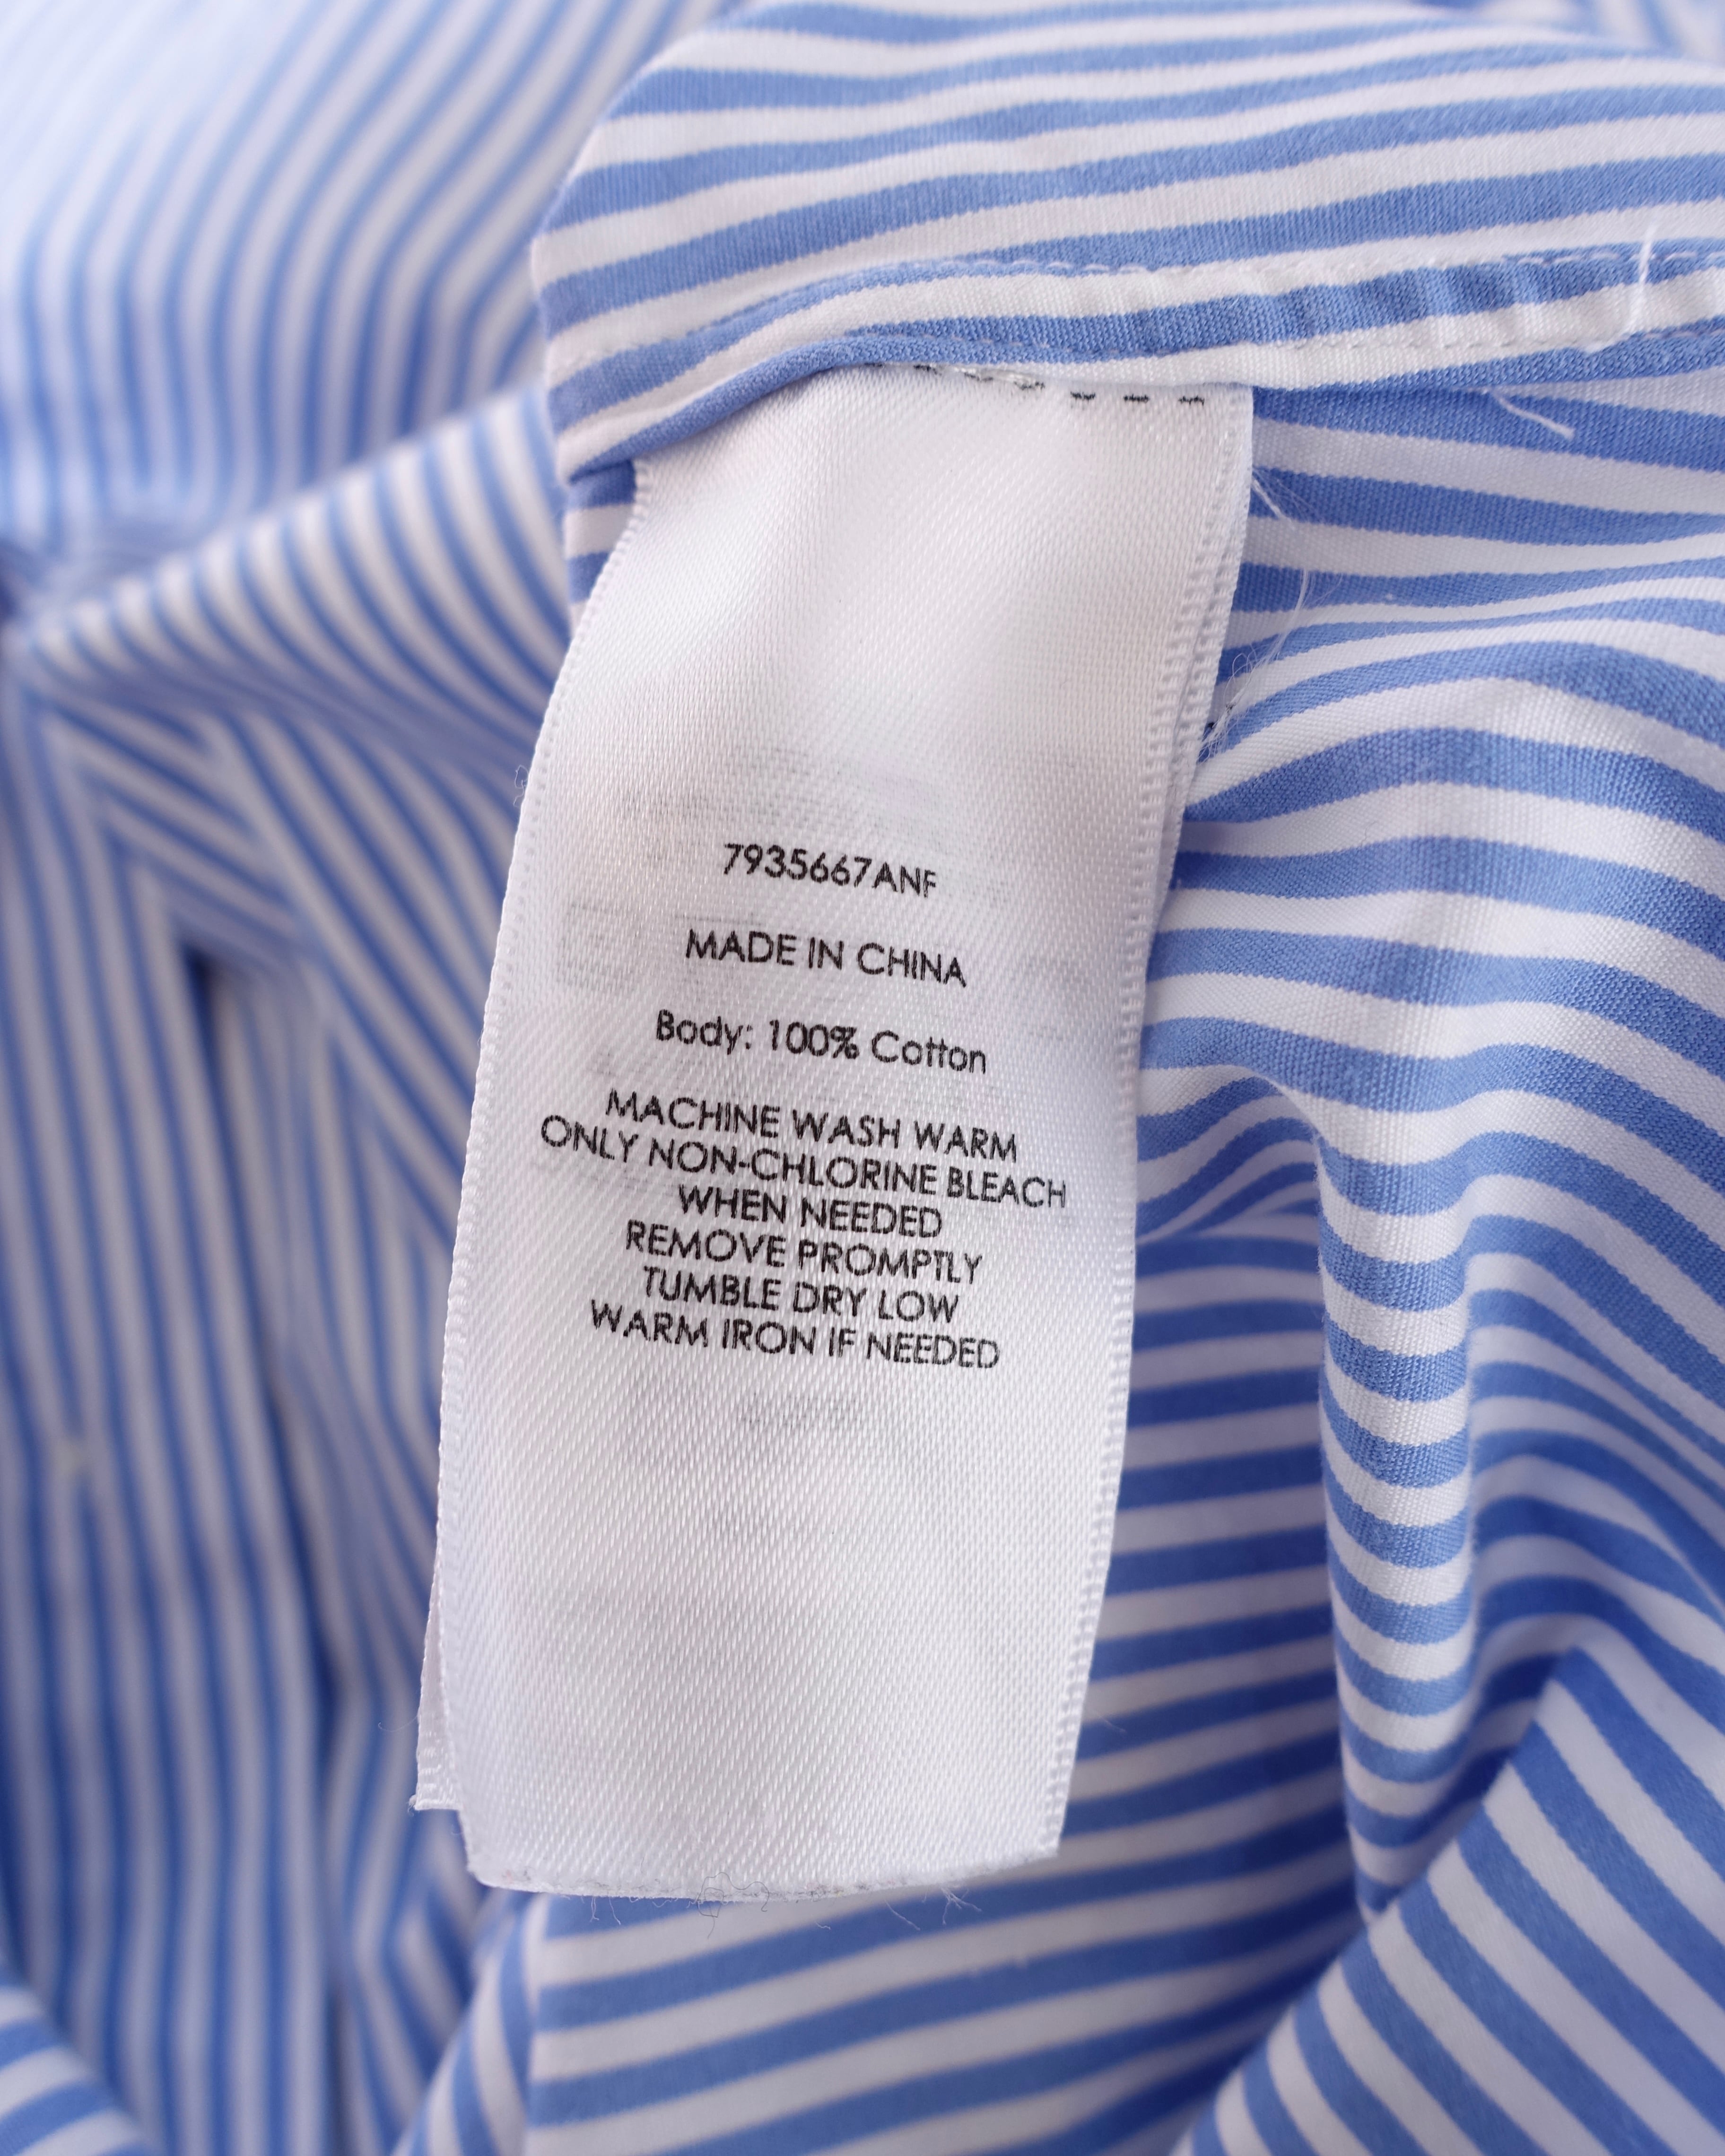 7935667ANF
MADE IN CHINA
Body: 100% Cotton
MACHINE WASH WARM
ONLY NON-CHLORINE BLEACH
WHEN NEEDED
REMOVE PROMPTLY
TUMBLE DRY LOW
WARM IRON IF NEEDED